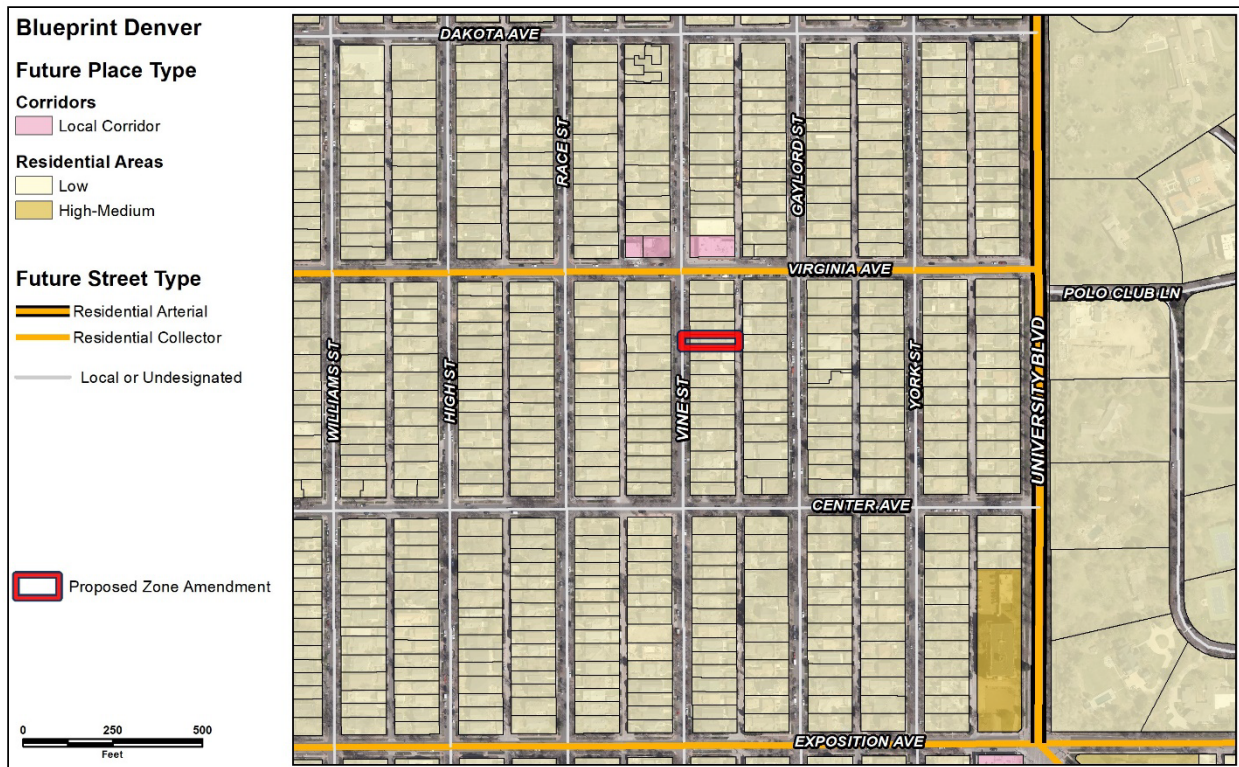 Blueprint Denver
Future Place Type
Corridors
Local Corridor
Residential Areas
Low
High-Medium
Future Street Type
Residential Arterial
Residential Collector
Local or Undesignated
Proposed Zone Amendment
0 250 500
Feet
DAKOTA AVE
RACE ST
GAYLORD ST
VIRGINIA AVE
POLO CLUB LN
WILLIAMS ST
HIGH ST
VINE ST
YORK ST
UNIVERSITY BLVD
CENTER AVE
EXPOSITION AVE